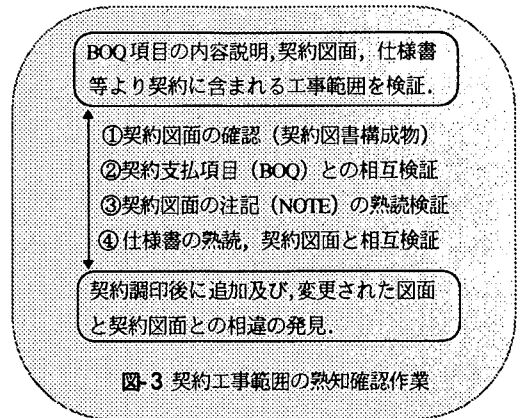 BOQ項目の内容説明,契約図面,仕様書
等より契約に含まれる工事範囲を検証.
①契約図面の確認（契約図書構成物）
②契約支払項目（BOQ）との相互検証
③契約図面の注記（NOTE）の熟読検証
④仕様書の熟読，契約図面と相互検証
契約調印後に追加及び,変更された図面
と契約図面との相違の発見.
図-3 契約工事範囲の熟知確認作業